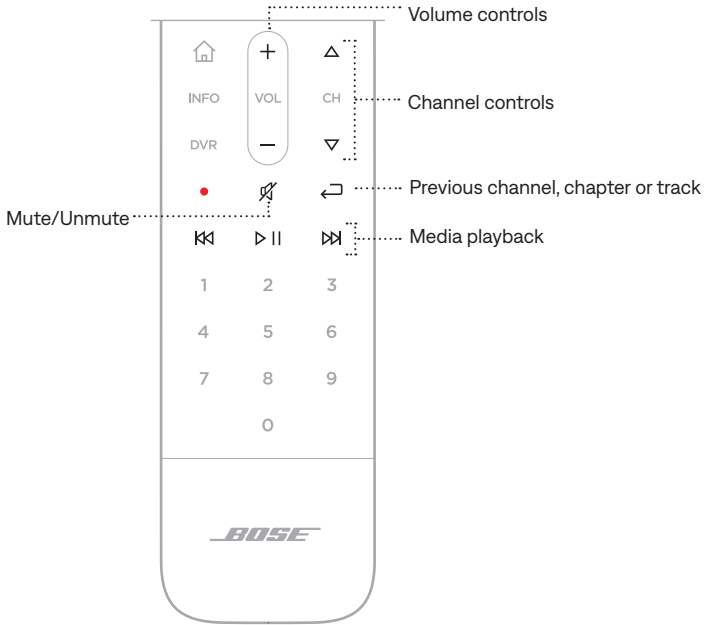 Volume controls
+
INFO VOL CH
Channel controls
DVR −
Previous channel, chapter or track
Mute/Unmute
Media playback
1 2 3
4 5 6
7 8 9
0
BOSE